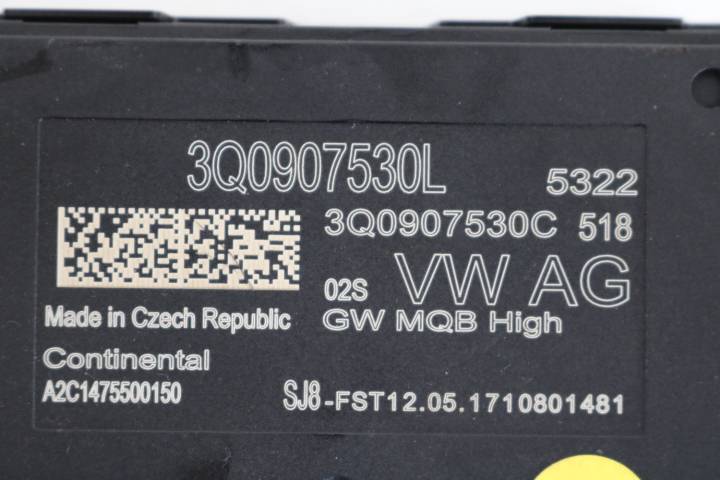 3Q0907530L 5322
3Q0907530C 518
02S VW AG
Made in Czech Republic GW MQB High
Continental
A2C1475500150 SJ8-FST12.05.1710801481